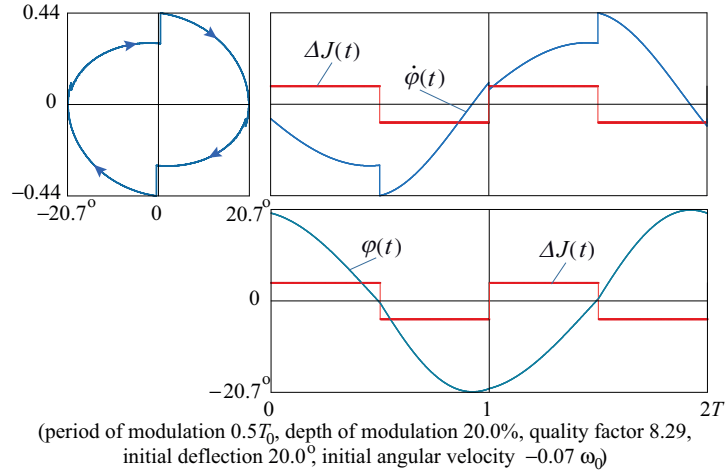 0.44
0
−0.44
−20.7°
0
20.7°
ΔJ(t)
φ̇(t)
20.7°
0
−20.7°
φ(t)
ΔJ(t)
0
1
2T
(period of modulation 0.5T₀, depth of modulation 20.0%, quality factor 8.29,
initial deflection 20.0°, initial angular velocity −0.07 ω₀)